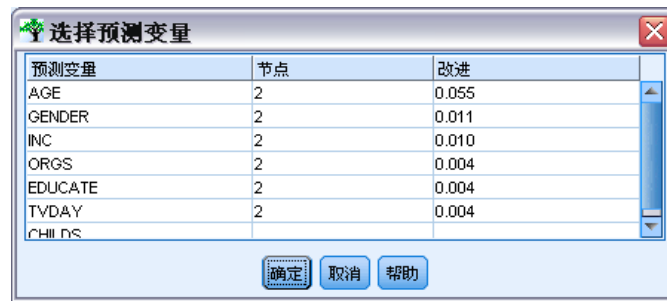 选择预测变量
预测变量 节点 改进
AGE 2 0.055
GENDER 2 0.011
INC 2 0.010
ORGS 2 0.004
EDUCATE 2 0.004
TVDAY 2 0.004
CHILDS
确定 取消 帮助